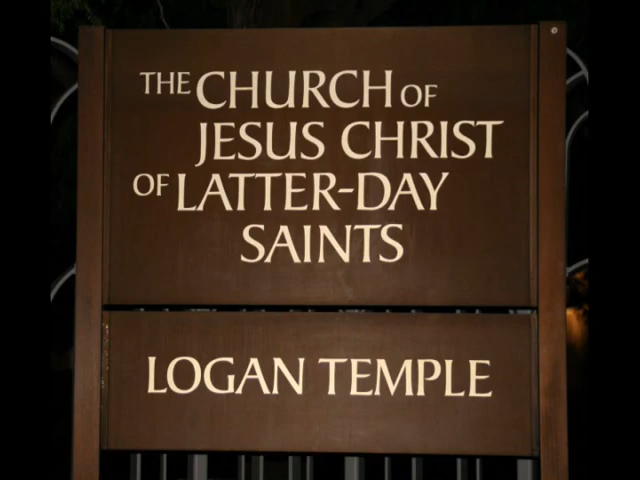 THE CHURCH OF
JESUS CHRIST
OF LATTER-DAY
SAINTS
LOGAN TEMPLE